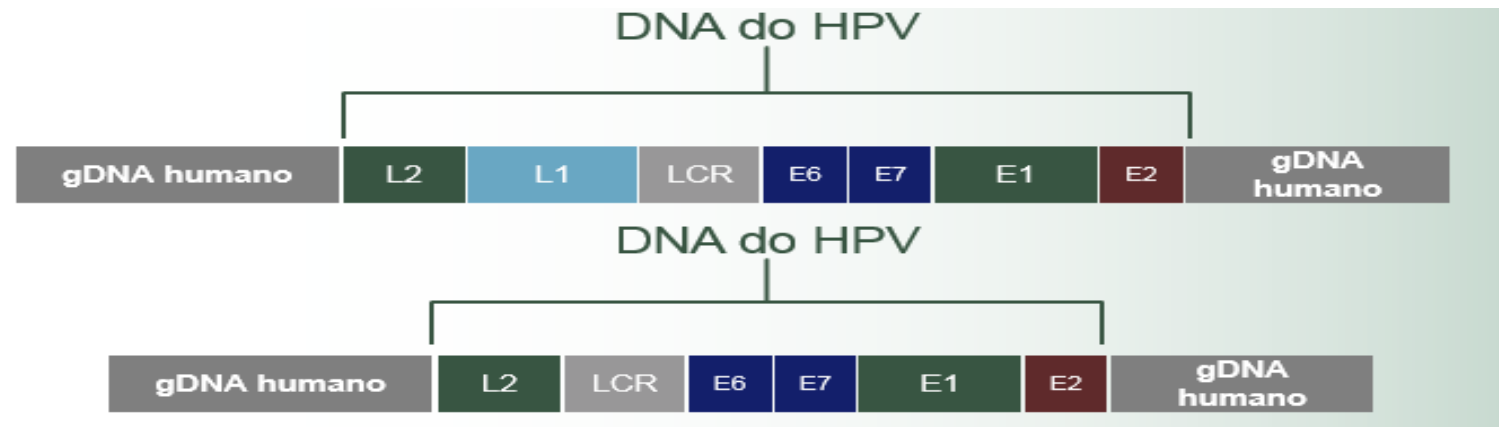 DNA do HPV
gDNA humano L2 L1 LCR E6 E7 E1 E2 gDNA
humano
DNA do HPV
gDNA humano L2 LCR E6 E7 E1 E2 gDNA
humano